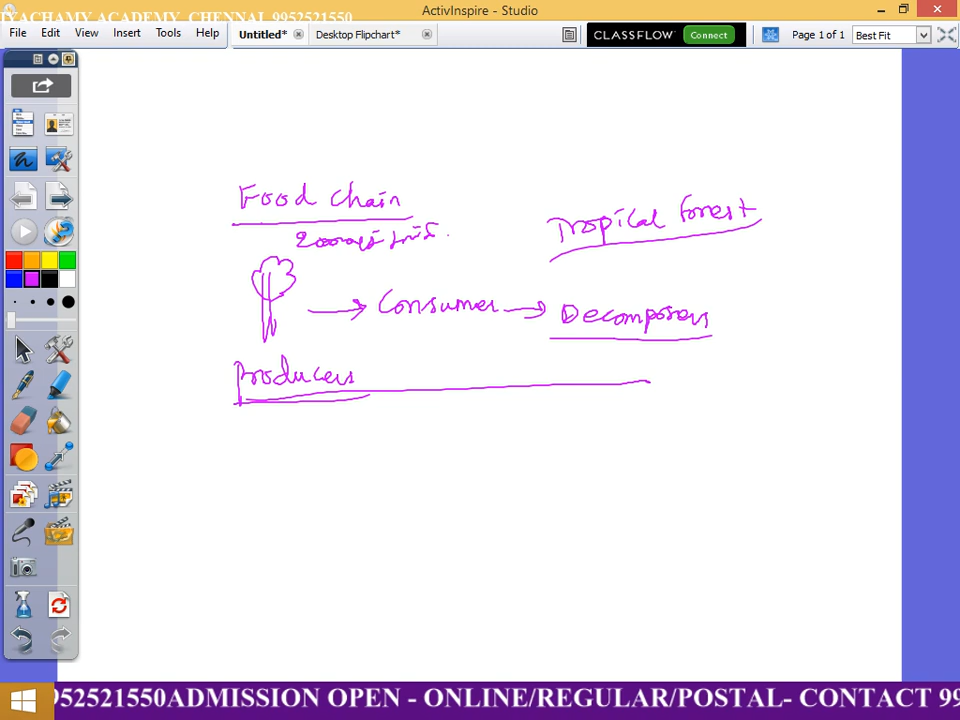 IYACHAMY ACADEMY, CHENNAI 9952521550
ActivInspire - Studio
File Edit View Insert Tools Help
Untitled* Desktop Flipchart*
CLASSFLOW Connect
Page 1 of 1 Best Fit
Food Chain
Tropical forest
Consumer
Decomposers
Producers
952521550ADMISSION OPEN - ONLINE/REGULAR/POSTAL- CONTACT 99